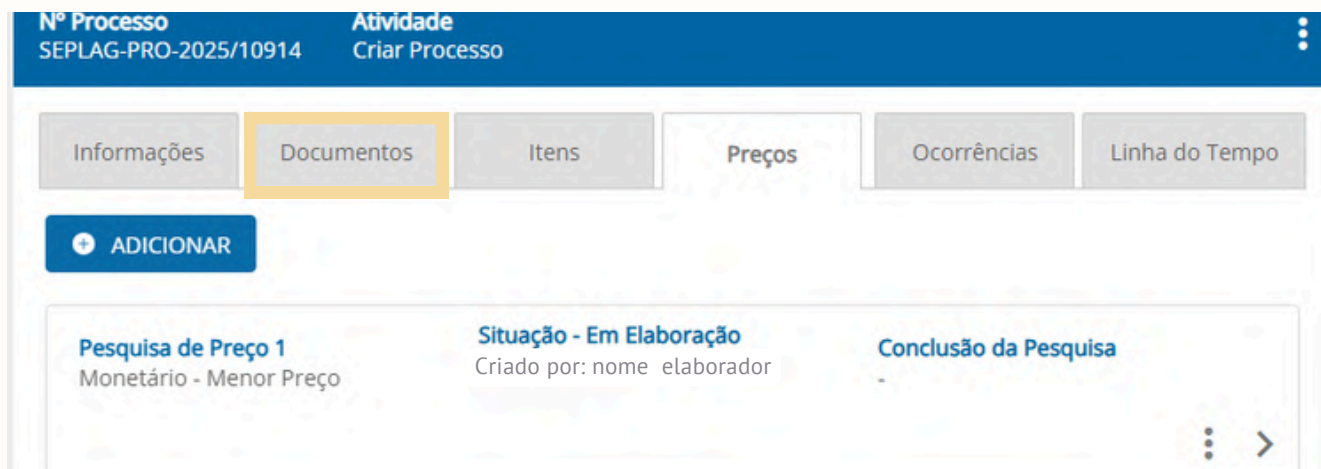 Nº Processo Atividade
SEPLAG-PRO-2025/10914 Criar Processo
Informações Documentos Itens Preços Ocorrências Linha do Tempo
ADICIONAR
Pesquisa de Preço 1 Situação - Em Elaboração Conclusão da Pesquisa
Monetário - Menor Preço Criado por: nome elaborador -